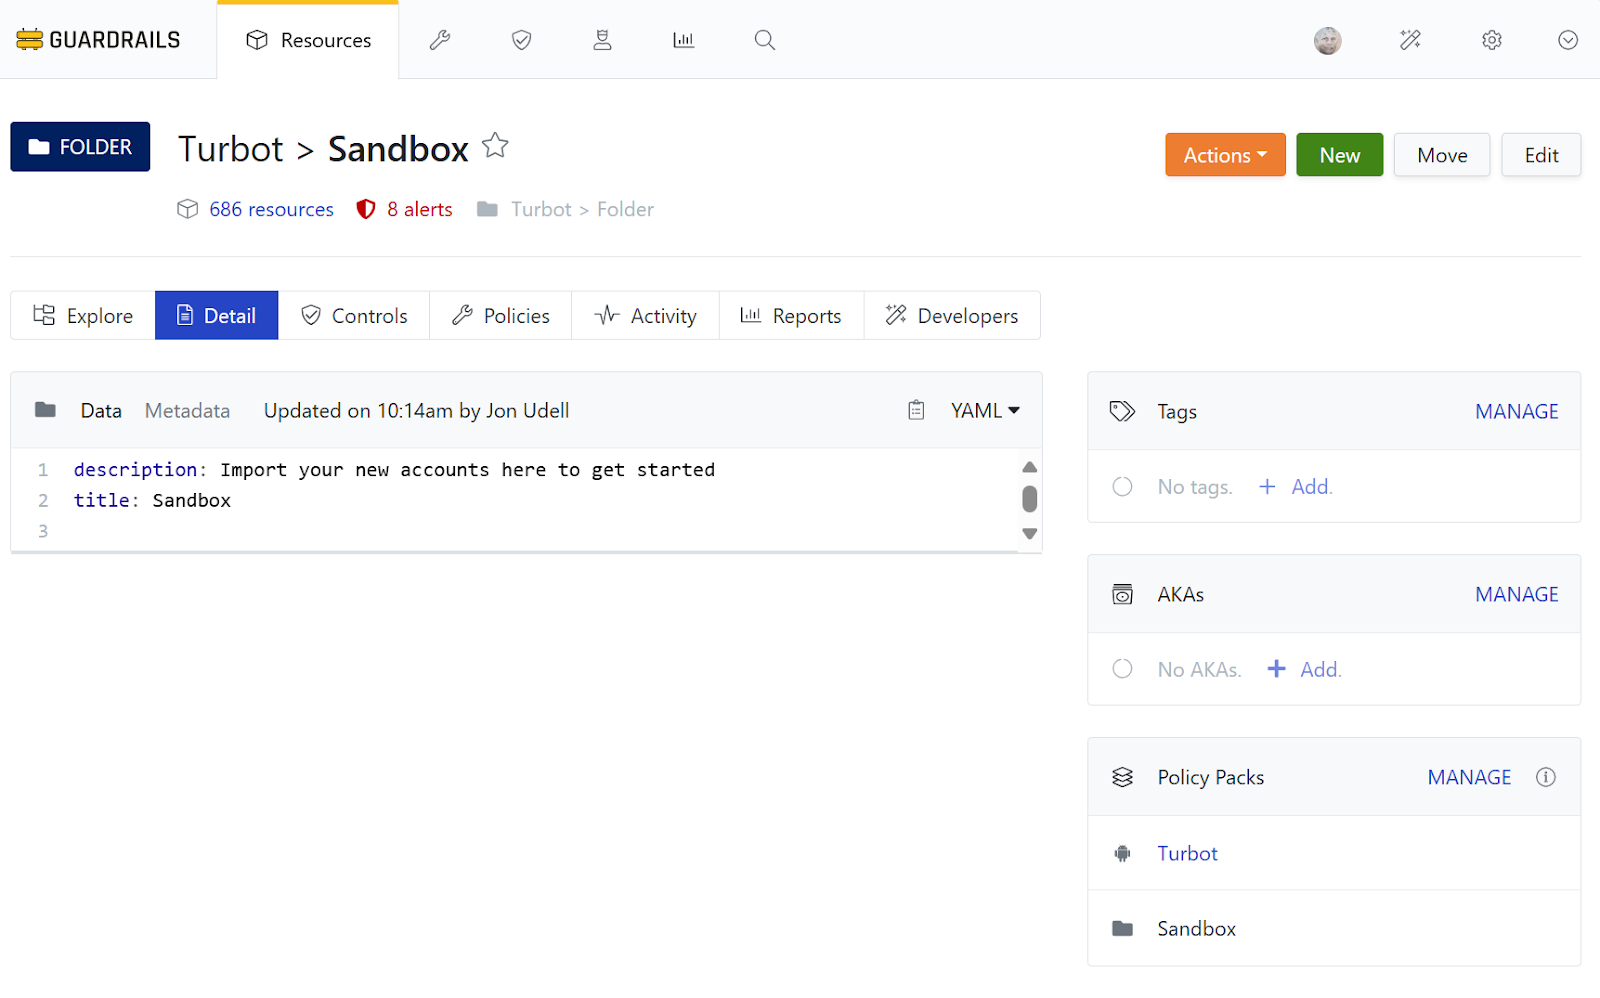 GUARDRAILS Resources
FOLDER Turbot > Sandbox
Actions New Move Edit
686 resources 8 alerts Turbot > Folder
Explore Detail Controls Policies Activity Reports Developers
Data Metadata Updated on 10:14am by Jon Udell YAML
1 description: Import your new accounts here to get started
2 title: Sandbox
3
Tags MANAGE
No tags. + Add.
AKAs MANAGE
No AKAs. + Add.
Policy Packs MANAGE
Turbot
Sandbox